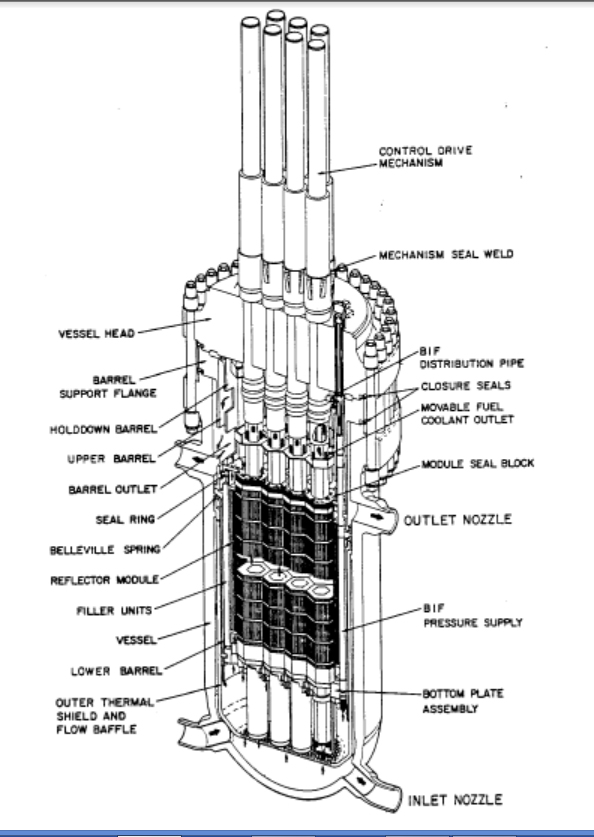 CONTROL DRIVE
MECHANISM
MECHANISM SEAL WELD
VESSEL HEAD
BARREL
SUPPORT FLANGE
HOLDDOWN BARREL
UPPER BARREL
BARREL OUTLET
SEAL RING
BELLEVILLE SPRING
REFLECTOR MODULE
FILLER UNITS
VESSEL
LOWER BARREL
OUTER THERMAL
SHIELD AND
FLOW BAFFLE
BIF
DISTRIBUTION PIPE
CLOSURE SEALS
MOVABLE FUEL
COOLANT OUTLET
MODULE SEAL BLOCK
OUTLET NOZZLE
BIF
PRESSURE SUPPLY
BOTTOM PLATE
ASSEMBLY
INLET NOZZLE